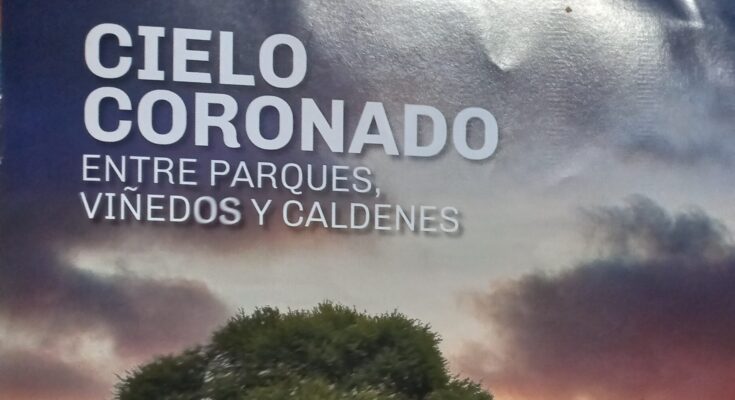 CIELO
CORONADO
ENTRE PARQUES,
VIÑEDOS Y CALDENES